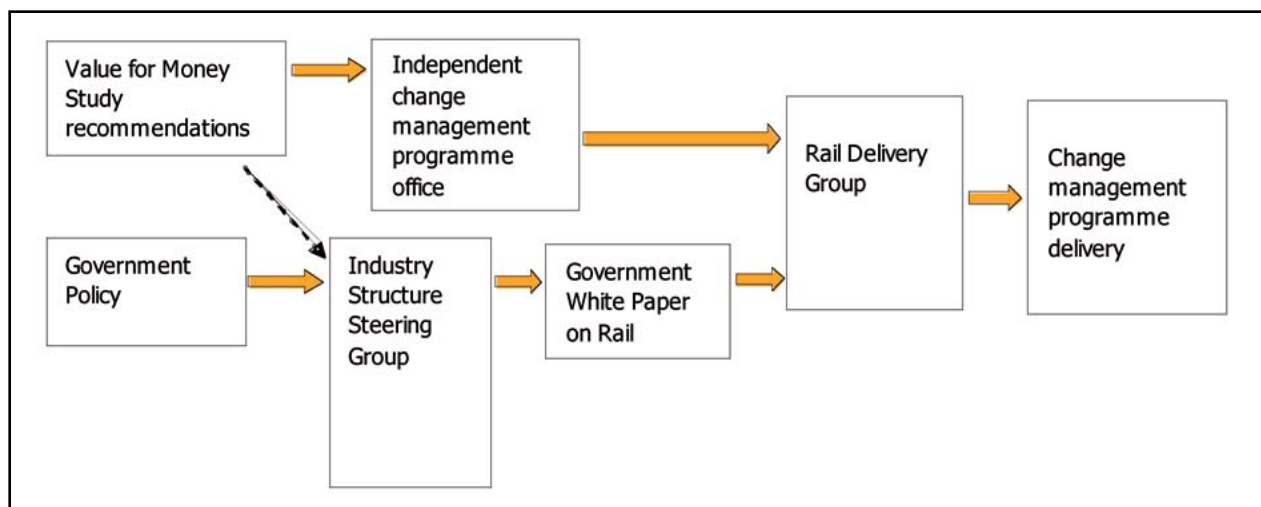 Value for Money
Study
recommendations
Independent
change
management
programme
office
Rail Delivery
Group
Change
management
programme
delivery
Government
Policy
Industry
Structure
Steering
Group
Government
White Paper
on Rail